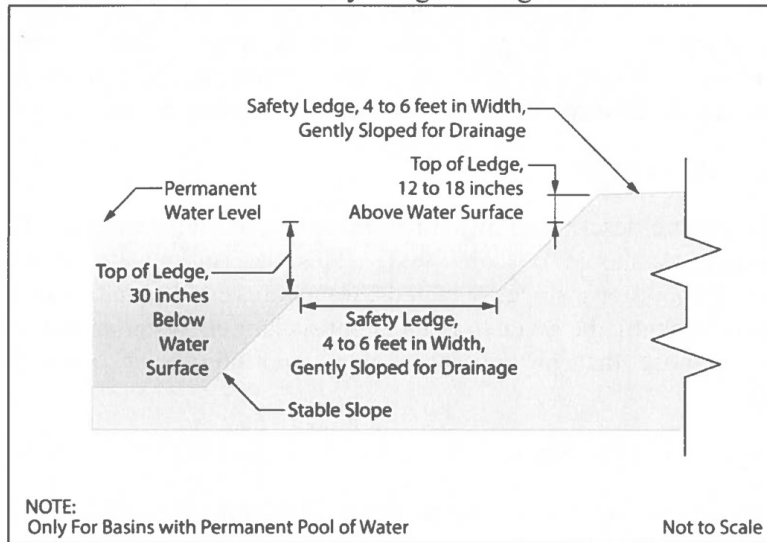 Safety Ledge, 4 to 6 feet in Width,
Gently Sloped for Drainage
Top of Ledge,
12 to 18 inches
Above Water Surface
Permanent
Water Level
Top of Ledge,
30 inches
Below
Water
Surface
Safety Ledge,
4 to 6 feet in Width,
Gently Sloped for Drainage
Stable Slope
NOTE:
Only For Basins with Permanent Pool of Water
Not to Scale